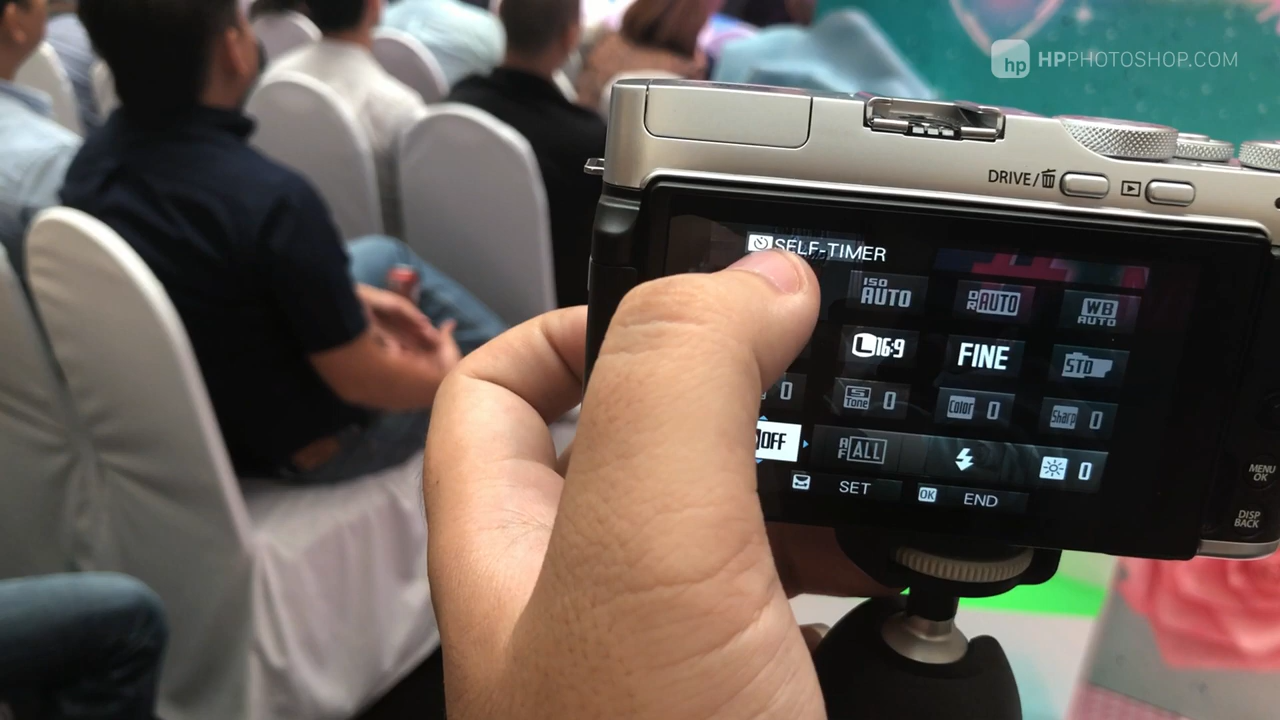 hp HPPHOTOSHOP.COM
DRIVE/
SELF-TIMER
ISO AUTO
DR AUTO
WB AUTO
L 16:9
FINE
STD
0
S Tone 0
Color 0
Sharp 0
OFF
AF ALL
0
SET
OK END
MENU OK
DISP BACK